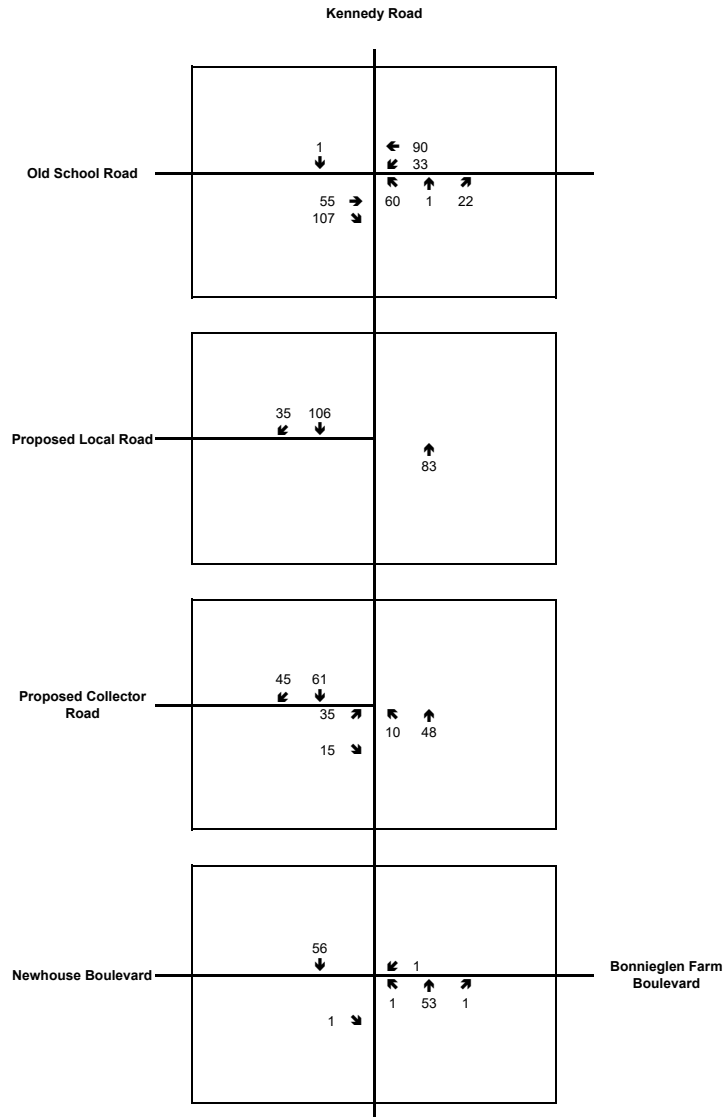 Kennedy Road
1
90
Old School Road
33
55
60 1 22
107
35 106
Proposed Local Road
83
45 61
Proposed Collector
Road
35
10 48
15
56
Newhouse Boulevard
1
Bonnieglen Farm
Boulevard
1 53 1
1